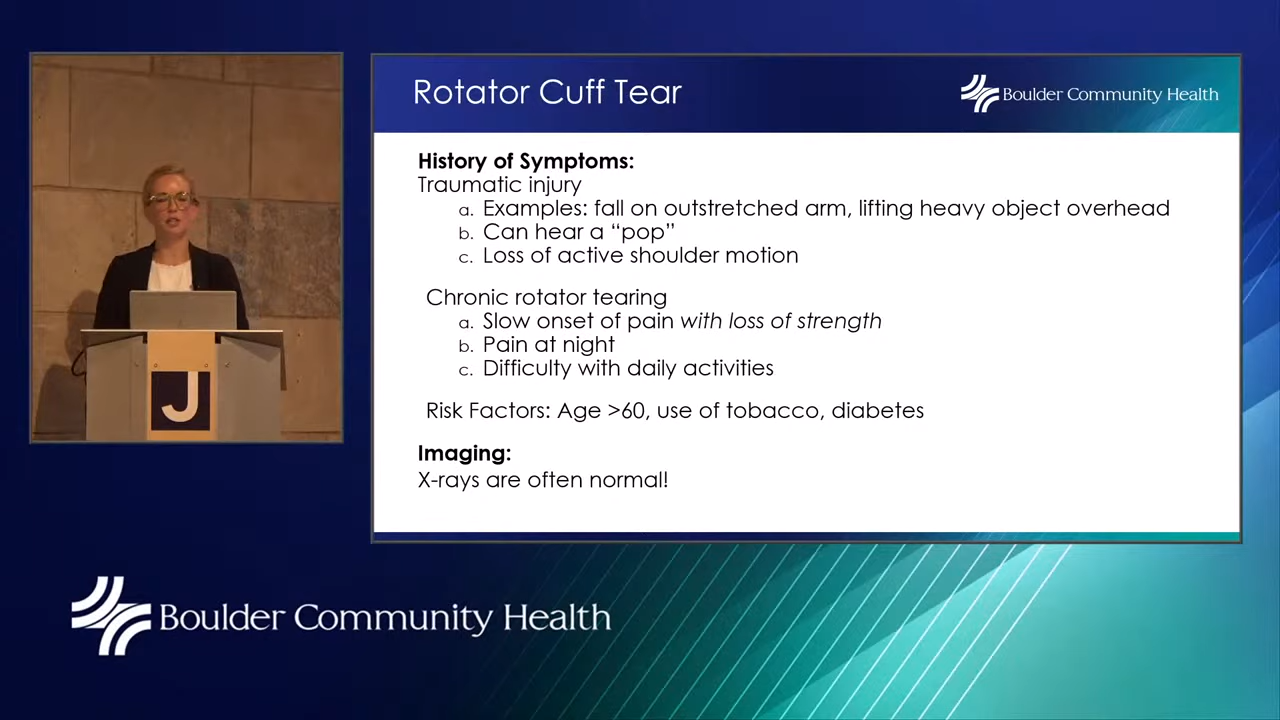 Rotator Cuff Tear
Boulder Community Health
History of Symptoms:
Traumatic injury
a. Examples: fall on outstretched arm, lifting heavy object overhead
b. Can hear a “pop”
c. Loss of active shoulder motion
Chronic rotator tearing
a. Slow onset of pain with loss of strength
b. Pain at night
c. Difficulty with daily activities
Risk Factors: Age >60, use of tobacco, diabetes
Imaging:
X-rays are often normal!
J
Boulder Community Health